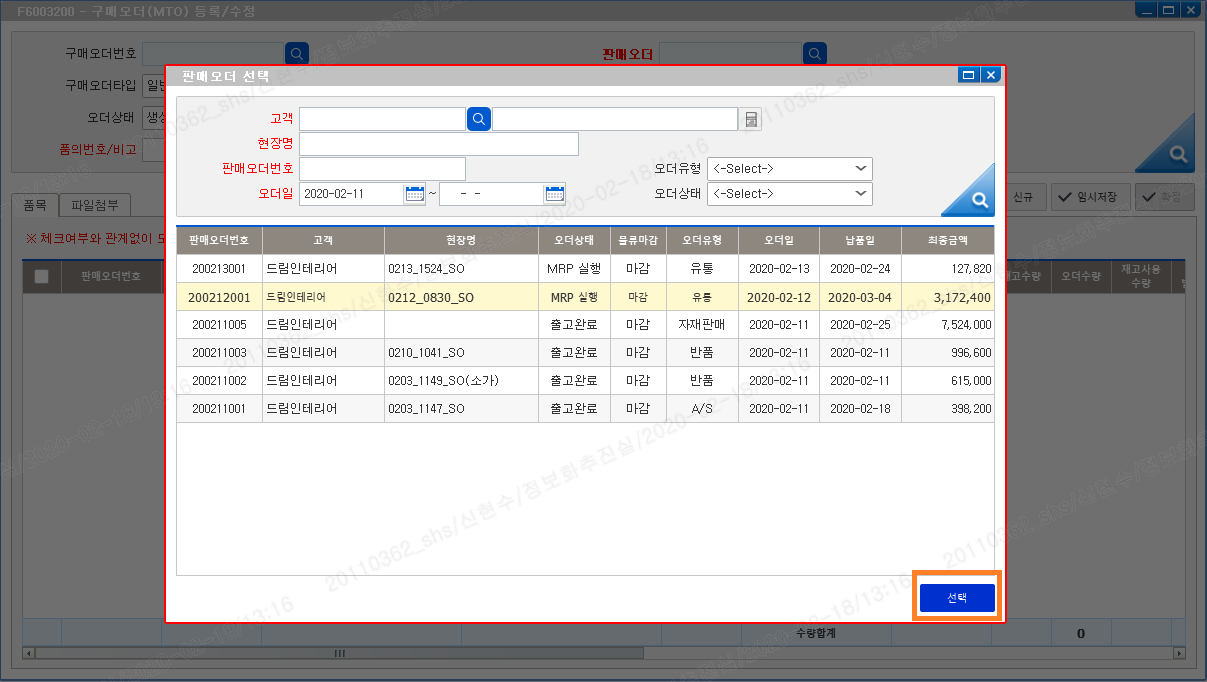 F6003200 - 구매오더(MTO) 등록/수정
구매오더번호
판매오더
구매오더타입 일반
오더상태 생성
품의번호/비고
품목 파일첨부
신규 임시저장 확정
※ 체크여부와 관계없이 모
판매오더번호
재고수량 오더수량 재고사용
수량
판매오더 선택
고객
현장명
판매오더번호
오더유형 <-Select->
오더일 2020-02-11 ~ - -
오더상태 <-Select->
판매오더번호 고객 현장명 오더상태 물류마감 오더유형 오더일 납품일 최종금액
200213001 드림인테리어 0213_1524_SO MRP 실행 마감 유통 2020-02-13 2020-02-24 127,820
200212001 드림인테리어 0212_0830_SO MRP 실행 마감 유통 2020-02-12 2020-03-04 3,172,400
200211005 드림인테리어 출고완료 마감 자재판매 2020-02-11 2020-02-25 7,524,000
200211003 드림인테리어 0210_1041_SO 출고완료 마감 반품 2020-02-11 2020-02-11 996,600
200211002 드림인테리어 0203_1149_SO(소가) 출고완료 마감 반품 2020-02-11 2020-02-11 615,000
200211001 드림인테리어 0203_1147_SO 출고완료 마감 A/S 2020-02-11 2020-02-18 398,200
선택
수량합계 0
20110362_shs/신현수/정보화추진실/2020-02-18/13:16